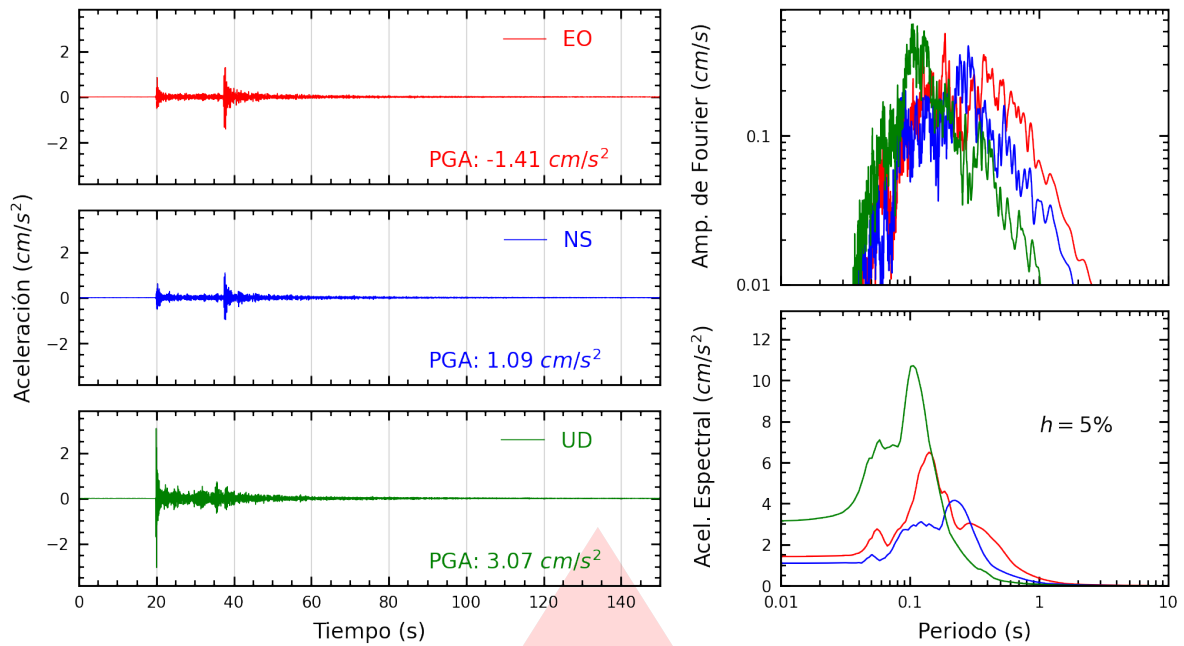 Aceleración (cm/s²)
2
0
−2
EO
PGA: -1.41 cm/s²
2
0
−2
NS
PGA: 1.09 cm/s²
2
0
−2
UD
PGA: 3.07 cm/s²
0 20 40 60 80 100 120 140
Tiempo (s)
Amp. de Fourier (cm/s)
0.1
0.01
Acel. Espectral (cm/s²)
12
10
8
6
4
2
0
h = 5%
0.01 0.1 1 10
Periodo (s)